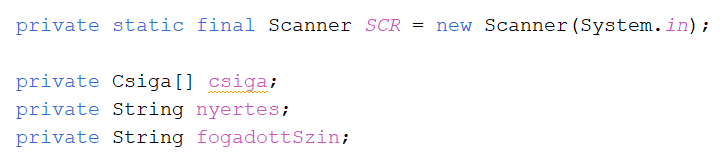 private static final Scanner SCR = new Scanner(System.in);
private Csiga[] csiga;
private String nyertes;
private String fogadottSzin;